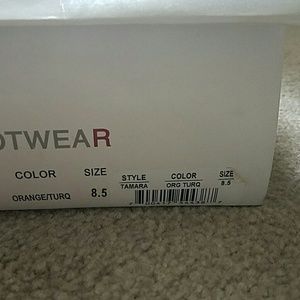 OTWEAR
COLOR SIZE
ORANGE/TURQ 8.5
STYLE COLOR SIZE
TAMARA ORG TURQ 8.5